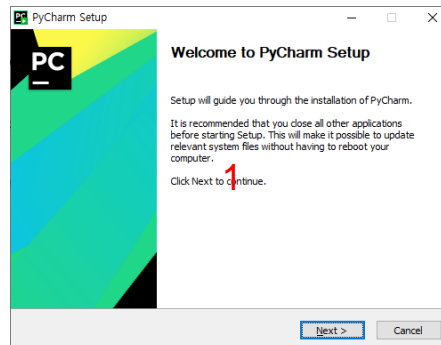 PyCharm Setup
PC
Welcome to PyCharm Setup
Setup will guide you through the installation of PyCharm.
It is recommended that you close all other applications
before starting Setup. This will make it possible to update
relevant system files without having to reboot your
computer.
1
Click Next to continue.
Next >
Cancel